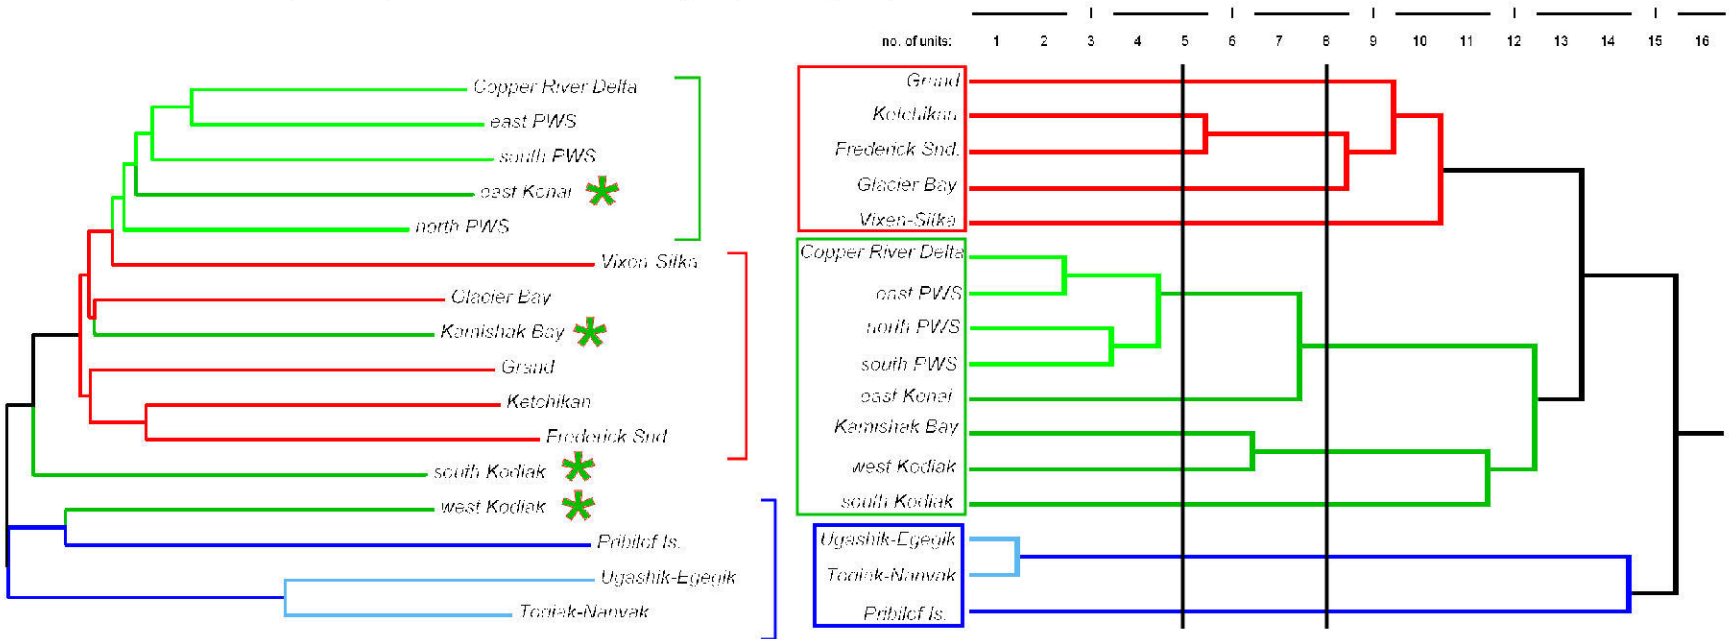 no. of units: 1 2 3 4 5 6 7 8 9 10 11 12 13 14 15 16
Copper River Delta
east PWS
south PWS
east Kenai *
north PWS
Vixen Sitka
Glacier Bay
Kamishak Bay *
Grand
Ketchikan
Frederick Snd
south Kodiak *
west Kodiak *
Pribilof Is.
Ugashik-Egegik
Togiak-Nanvak
Grand
Ketchikan
Frederick Snd.
Glacier Bay
Vixen-Sitka
Copper River Delta
east PWS
north PWS
south PWS
east Kenai
Kamishak Bay
west Kodiak
south Kodiak
Ugashik-Egegik
Togiak-Nanvak
Pribilof Is.